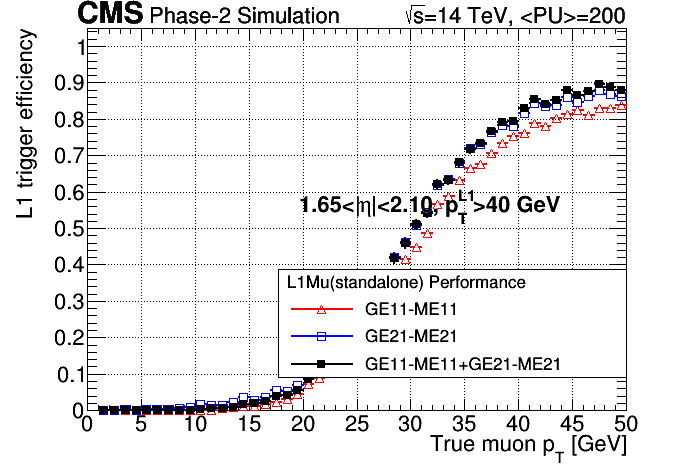 CMS Phase-2 Simulation √s=14 TeV, <PU>=200
L1 trigger efficiency
1
0.9
0.8
0.7
0.6
0.5
0.4
0.3
0.2
0.1
0
1.65<|η|<2.10, p_T^L1>40 GeV
L1Mu(standalone) Performance
GE11-ME11
GE21-ME21
GE11-ME11+GE21-ME21
0 5 10 15 20 25 30 35 40 45 50
True muon p_T [GeV]